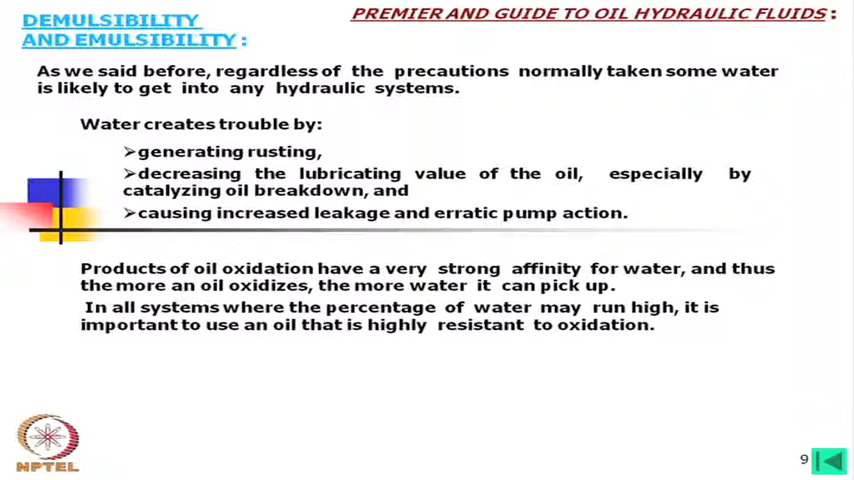 DEMULSIBILITY
AND EMULSIBILITY :
PREMIER AND GUIDE TO OIL HYDRAULIC FLUIDS :
As we said before, regardless of the precautions normally taken some water
is likely to get into any hydraulic systems.
Water creates trouble by:
➢generating rusting,
➢decreasing the lubricating value of the oil, especially by
catalyzing oil breakdown, and
➢causing increased leakage and erratic pump action.
Products of oil oxidation have a very strong affinity for water, and thus
the more an oil oxidizes, the more water it can pick up.
In all systems where the percentage of water may run high, it is
important to use an oil that is highly resistant to oxidation.
NPTEL
9